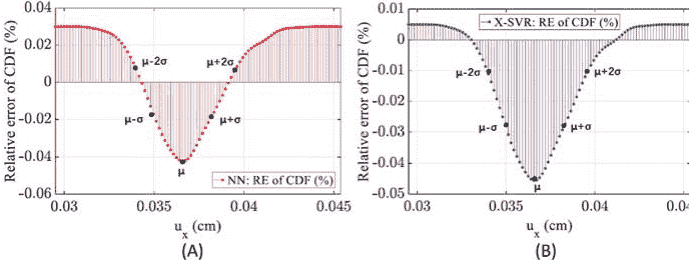 Relative error of CDF (%)
0.04
0.02
0
-0.02
-0.04
-0.06
μ-2σ
μ+2σ
μ-σ
μ+σ
μ
NN: RE of CDF (%)
0.03
0.035
0.04
0.045
u_x (cm)
(A)
Relative error of CDF (%)
0.01
0
-0.01
-0.02
-0.03
-0.04
-0.05
X-SVR: RE of CDF (%)
μ-2σ
μ+2σ
μ-σ
μ+σ
μ
0.03
0.035
0.04
u_x (cm)
(B)